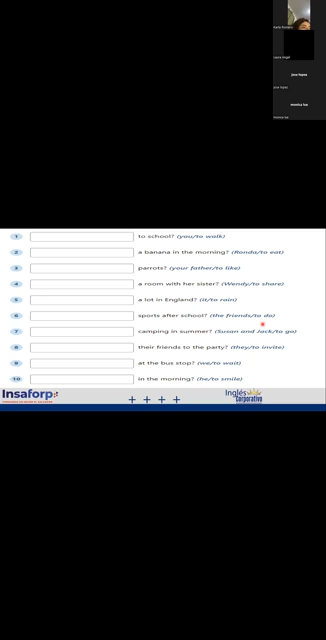 jose lopez
monica lue
1 to school? (you/to walk)
2 a banana in the morning? (Ronda/to eat)
3 parrots? (your father/to like)
4 a room with her sister? (Wendy/to share)
5 a lot in England? (it/to rain)
6 sports after school? (the friends/to do)
7 camping in summer? (Susan and Jack/to go)
8 their friends to the party? (they/to invite)
9 at the bus stop? (we/to wait)
10 in the morning? (he/to smile)
Insaforp
Inglés
Corporativo